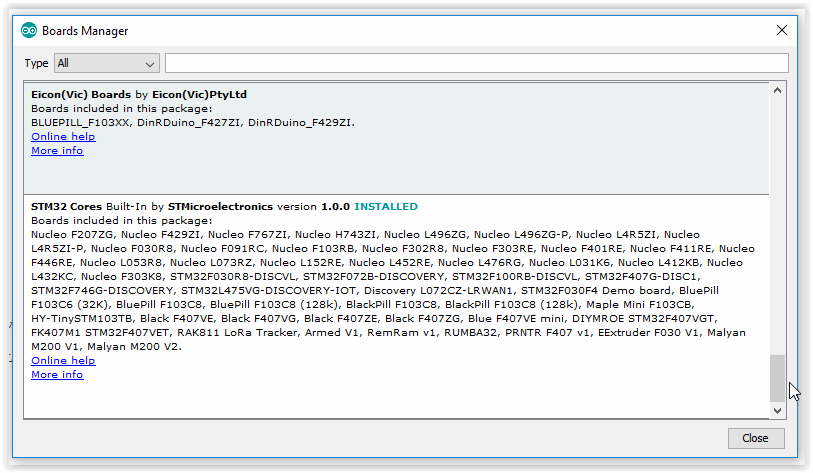 Boards Manager
Type All
Eicon(Vic) Boards by Eicon(Vic)PtyLtd
Boards included in this package:
BLUEPILL_F103XX, DinRDuino_F427ZI, DinRDuino_F429ZI.
Online help
More info
STM32 Cores Built-In by STMicroelectronics version 1.0.0 INSTALLED
Boards included in this package:
Nucleo F207ZG, Nucleo F429ZI, Nucleo F767ZI, Nucleo H743ZI, Nucleo L496ZG, Nucleo L496ZG-P, Nucleo L4R5ZI, Nucleo
L4R5ZI-P, Nucleo F030R8, Nucleo F091RC, Nucleo F103RB, Nucleo F302R8, Nucleo F303RE, Nucleo F401RE, Nucleo F411RE, Nucleo
F446RE, Nucleo L053R8, Nucleo L073RZ, Nucleo L152RE, Nucleo L452RE, Nucleo L476RG, Nucleo L031K6, Nucleo L412KB, Nucleo
L432KC, Nucleo F303K8, STM32F030R8-DISCVL, STM32F072B-DISCOVERY, STM32F100RB-DISCVL, STM32F407G-DISC1,
STM32F746G-DISCOVERY, STM32L475VG-DISCOVERY-IOT, Discovery L072CZ-LRWAN1, STM32F030F4 Demo board, BluePill
F103C6 (32K), BluePill F103C8, BluePill F103C8 (128k), BlackPill F103C8, BlackPill F103C8 (128k), Maple Mini F103CB,
HY-TinySTM103TB, Black F407VE, Black F407VG, Black F407ZE, Black F407ZG, Blue F407VE mini, DIYMROE STM32F407VGT,
FK407M1 STM32F407VET, RAK811 LoRa Tracker, Armed V1, RemRam v1, RUMBA32, PRNTR F407 v1, EExtruder F030 V1, Malyan
M200 V1, Malyan M200 V2.
Online help
More info
Close